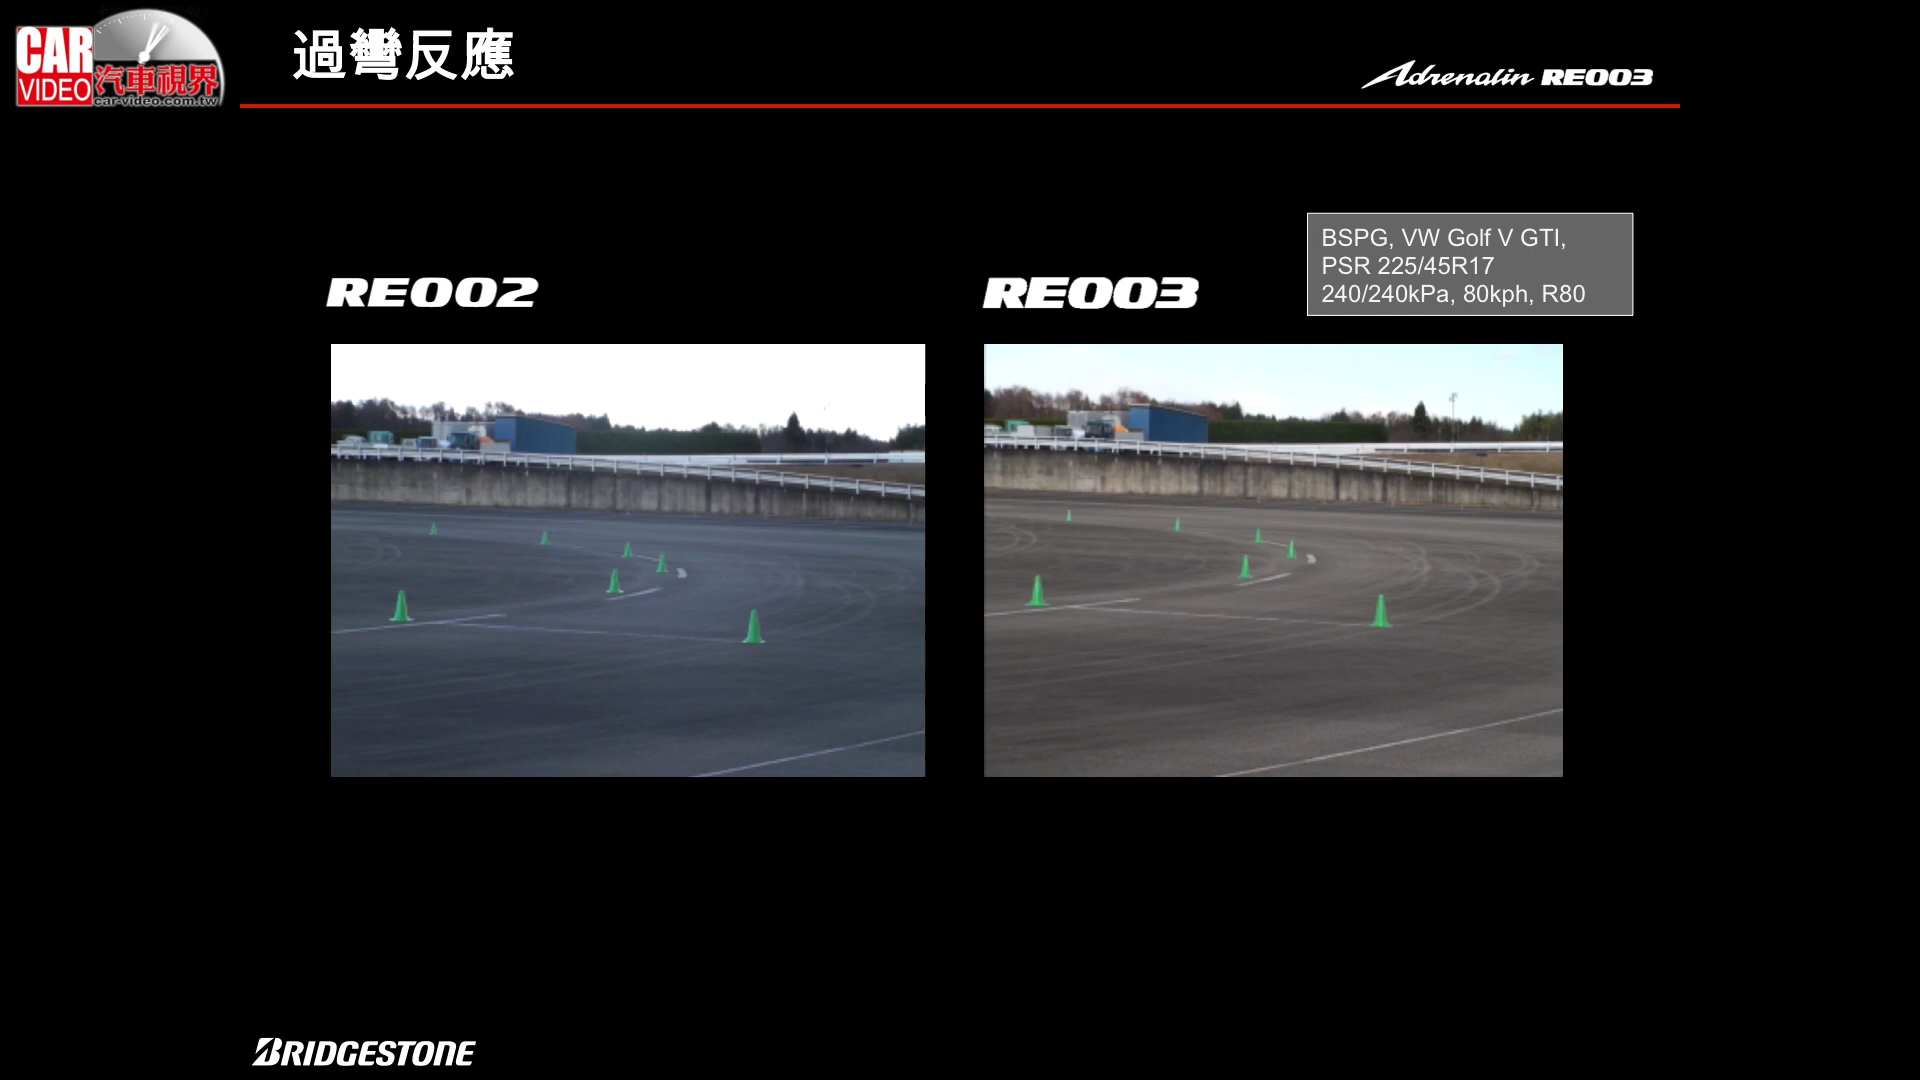 CAR
VIDEO
汽車視界
car-video.com.tw
過彎反應
Adrenalin RE003
BSPG, VW Golf V GTI,
PSR 225/45R17
240/240kPa, 80kph, R80
RE002
RE003
BRIDGESTONE